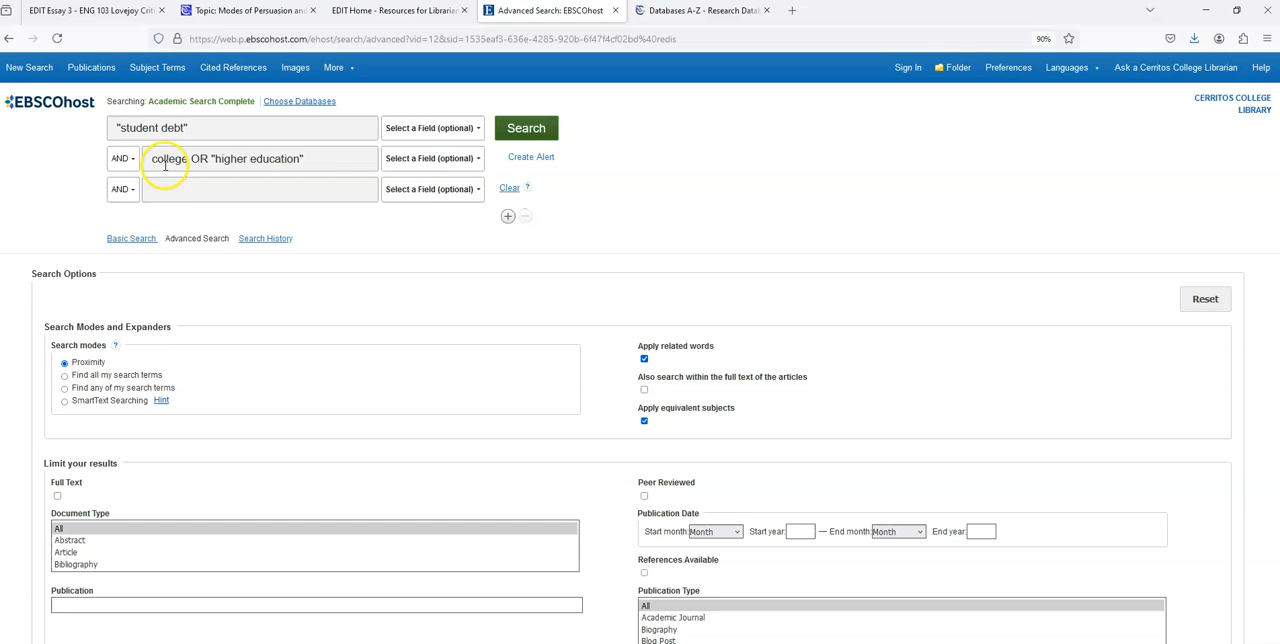 EDIT Essay 3 - ENG 103 Lovejoy Crit
Topic: Modes of Persuasion and
EDIT Home - Resources for Librarian
Advanced Search: EBSCOhost
Databases A-Z - Research Data
https://web.p.ebscohost.com/ehost/search/advanced?vid=12&sid=1535eaf3-636e-4285-920b-6f47f4cf02bd%40redis
90%
New Search Publications Subject Terms Cited References Images More
Sign In Folder Preferences Languages Ask a Cerritos College Librarian Help
EBSCOhost
Searching: Academic Search Complete Choose Databases
CERRITOS COLLEGE
LIBRARY
"student debt" Select a Field (optional) Search
AND college OR "higher education" Select a Field (optional) Create Alert
AND Select a Field (optional) Clear ?
Basic Search Advanced Search Search History
Search Options
Reset
Search Modes and Expanders
Search modes ?
Proximity
Find all my search terms
Find any of my search terms
SmartText Searching Hint
Apply related words
Also search within the full text of the articles
Apply equivalent subjects
Limit your results
Full Text
Document Type
All
Abstract
Article
Bibliography
Publication
Peer Reviewed
Publication Date
Start month: Month Start year: — End month: Month End year:
References Available
Publication Type
All
Academic Journal
Biography
Blog Post